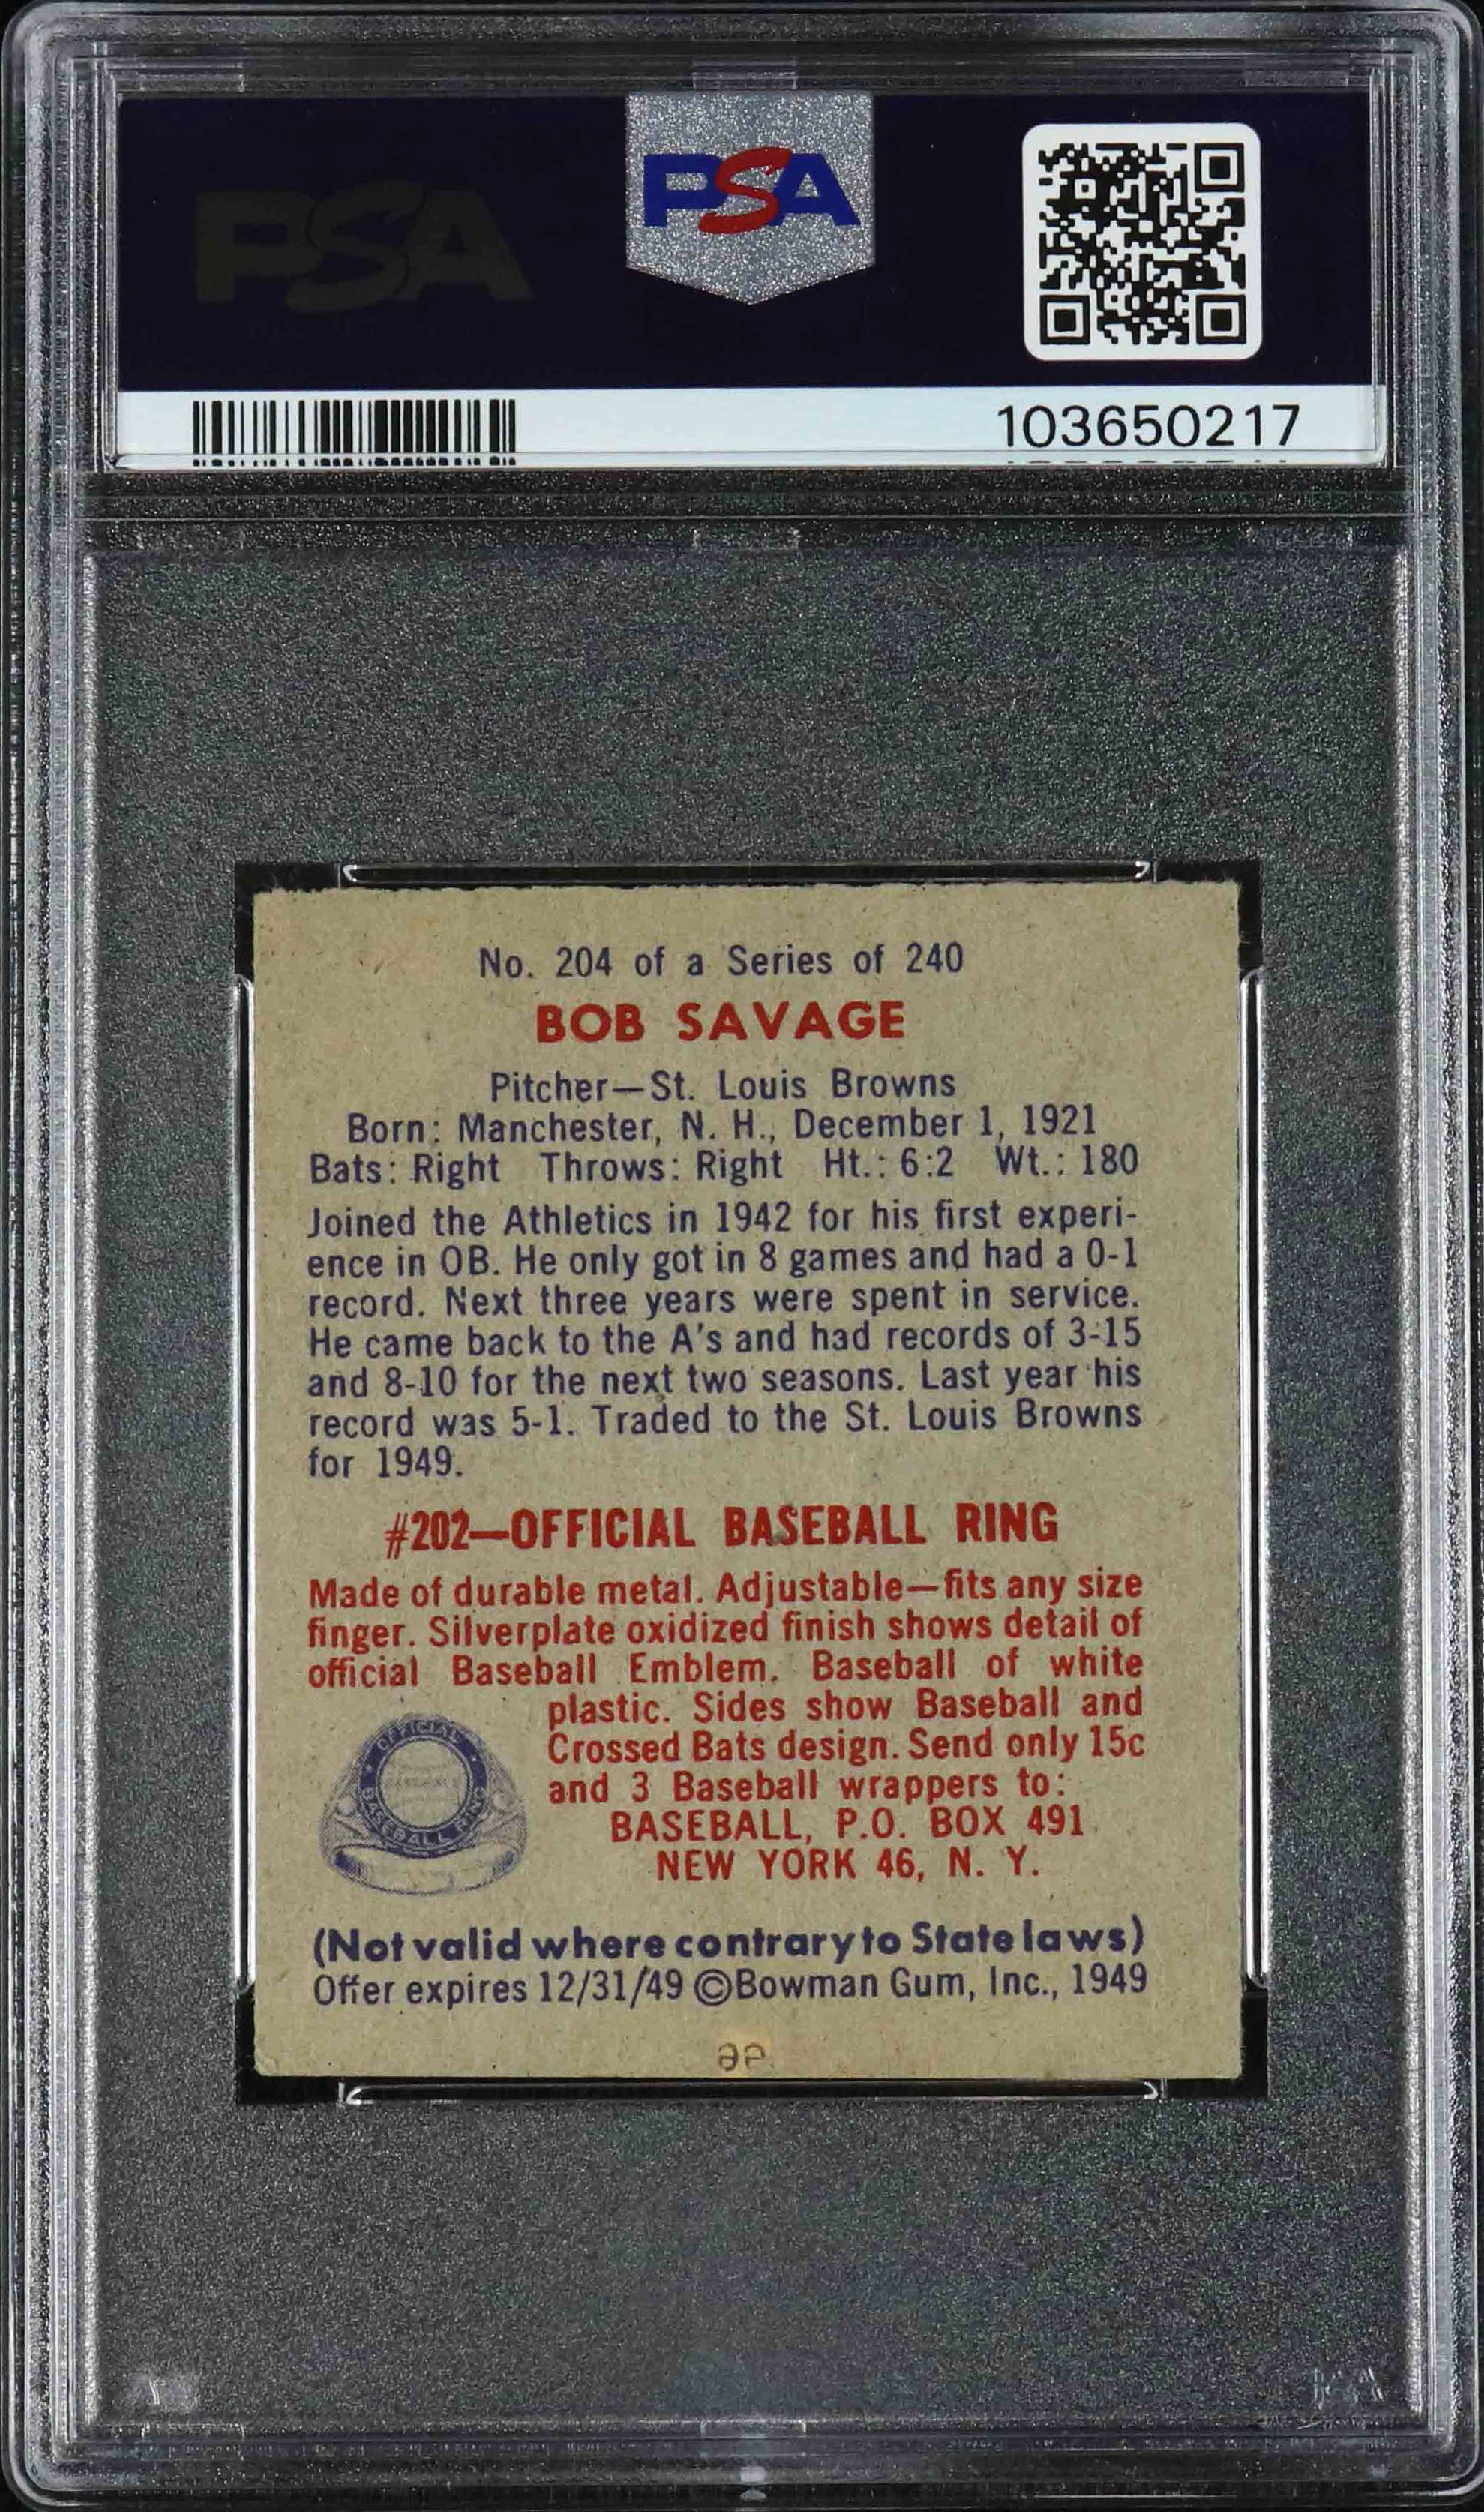 PSA
PSA
103650217
No. 204 of a Series of 240
BOB SAVAGE
Pitcher—St. Louis Browns
Born: Manchester, N. H., December 1, 1921
Bats: Right Throws: Right Ht.: 6:2 Wt.: 180
Joined the Athletics in 1942 for his first experi-
ence in OB. He only got in 8 games and had a 0-1
record. Next three years were spent in service.
He came back to the A's and had records of 3-15
and 8-10 for the next two seasons. Last year his
record was 5-1. Traded to the St. Louis Browns
for 1949.
#202—OFFICIAL BASEBALL RING
Made of durable metal. Adjustable—fits any size
finger. Silverplate oxidized finish shows detail of
official Baseball Emblem. Baseball of white
plastic. Sides show Baseball and
Crossed Bats design. Send only 15c
and 3 Baseball wrappers to:
BASEBALL, P.O. BOX 491
NEW YORK 46, N. Y.
OFFICIAL
BASEBALL RING
(Not valid where contrary to State laws)
Offer expires 12/31/49 ©Bowman Gum, Inc., 1949